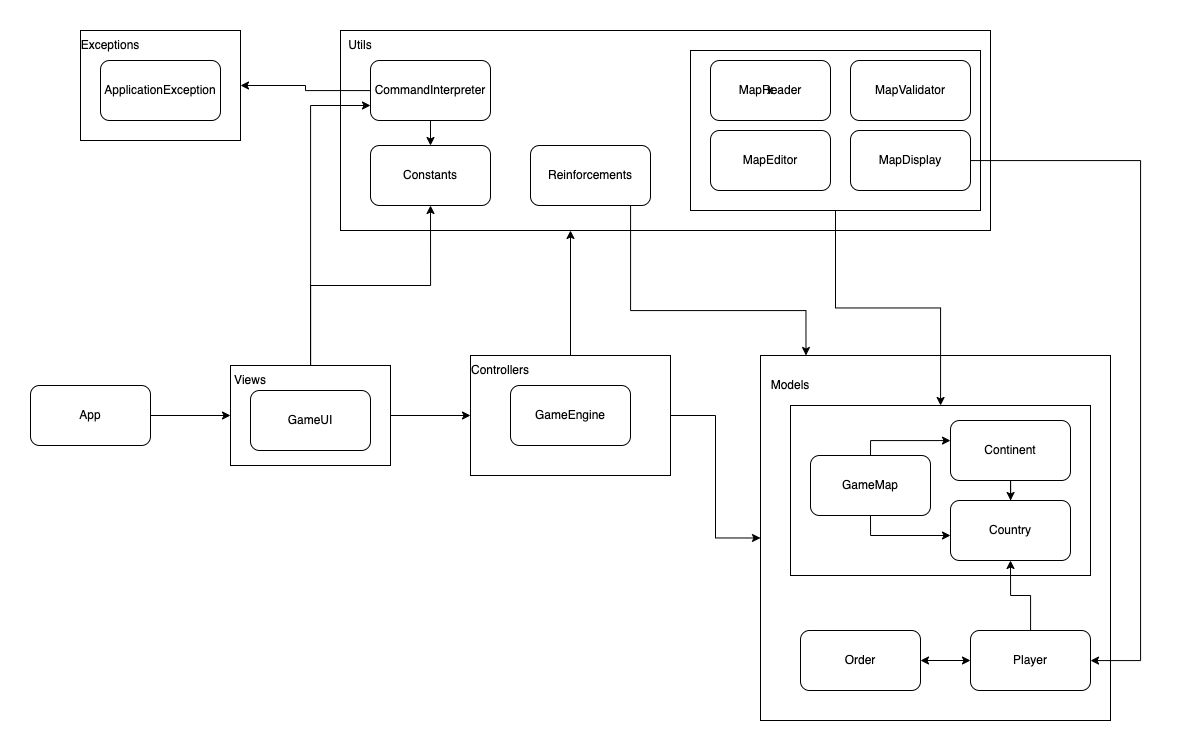 Exceptions
ApplicationException
Utils
CommandInterpreter
Constants
Reinforcements
MapReader
MapValidator
MapEditor
MapDisplay
App
Views
GameUI
Controllers
GameEngine
Models
GameMap
Continent
Country
Order
Player